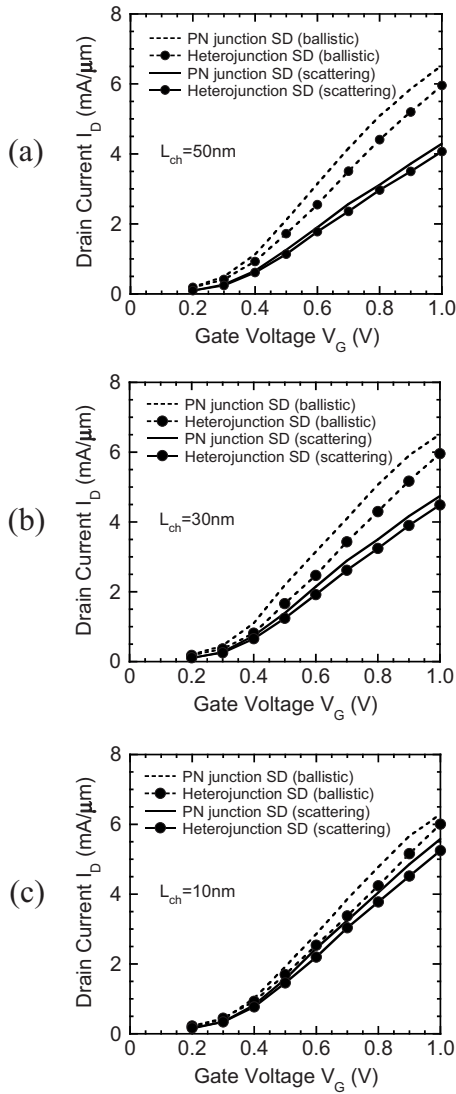 (a)
Drain Current I_D (mA/μm)
8
6
4
2
0
PN junction SD (ballistic)
Heterojunction SD (ballistic)
PN junction SD (scattering)
Heterojunction SD (scattering)
L_ch=50nm
0 0.2 0.4 0.6 0.8 1.0
Gate Voltage V_G (V)
(b)
Drain Current I_D (mA/μm)
8
6
4
2
0
PN junction SD (ballistic)
Heterojunction SD (ballistic)
PN junction SD (scattering)
Heterojunction SD (scattering)
L_ch=30nm
0 0.2 0.4 0.6 0.8 1.0
Gate Voltage V_G (V)
(c)
Drain Current I_D (mA/μm)
8
6
4
2
0
PN junction SD (ballistic)
Heterojunction SD (ballistic)
PN junction SD (scattering)
Heterojunction SD (scattering)
L_ch=10nm
0 0.2 0.4 0.6 0.8 1.0
Gate Voltage V_G (V)